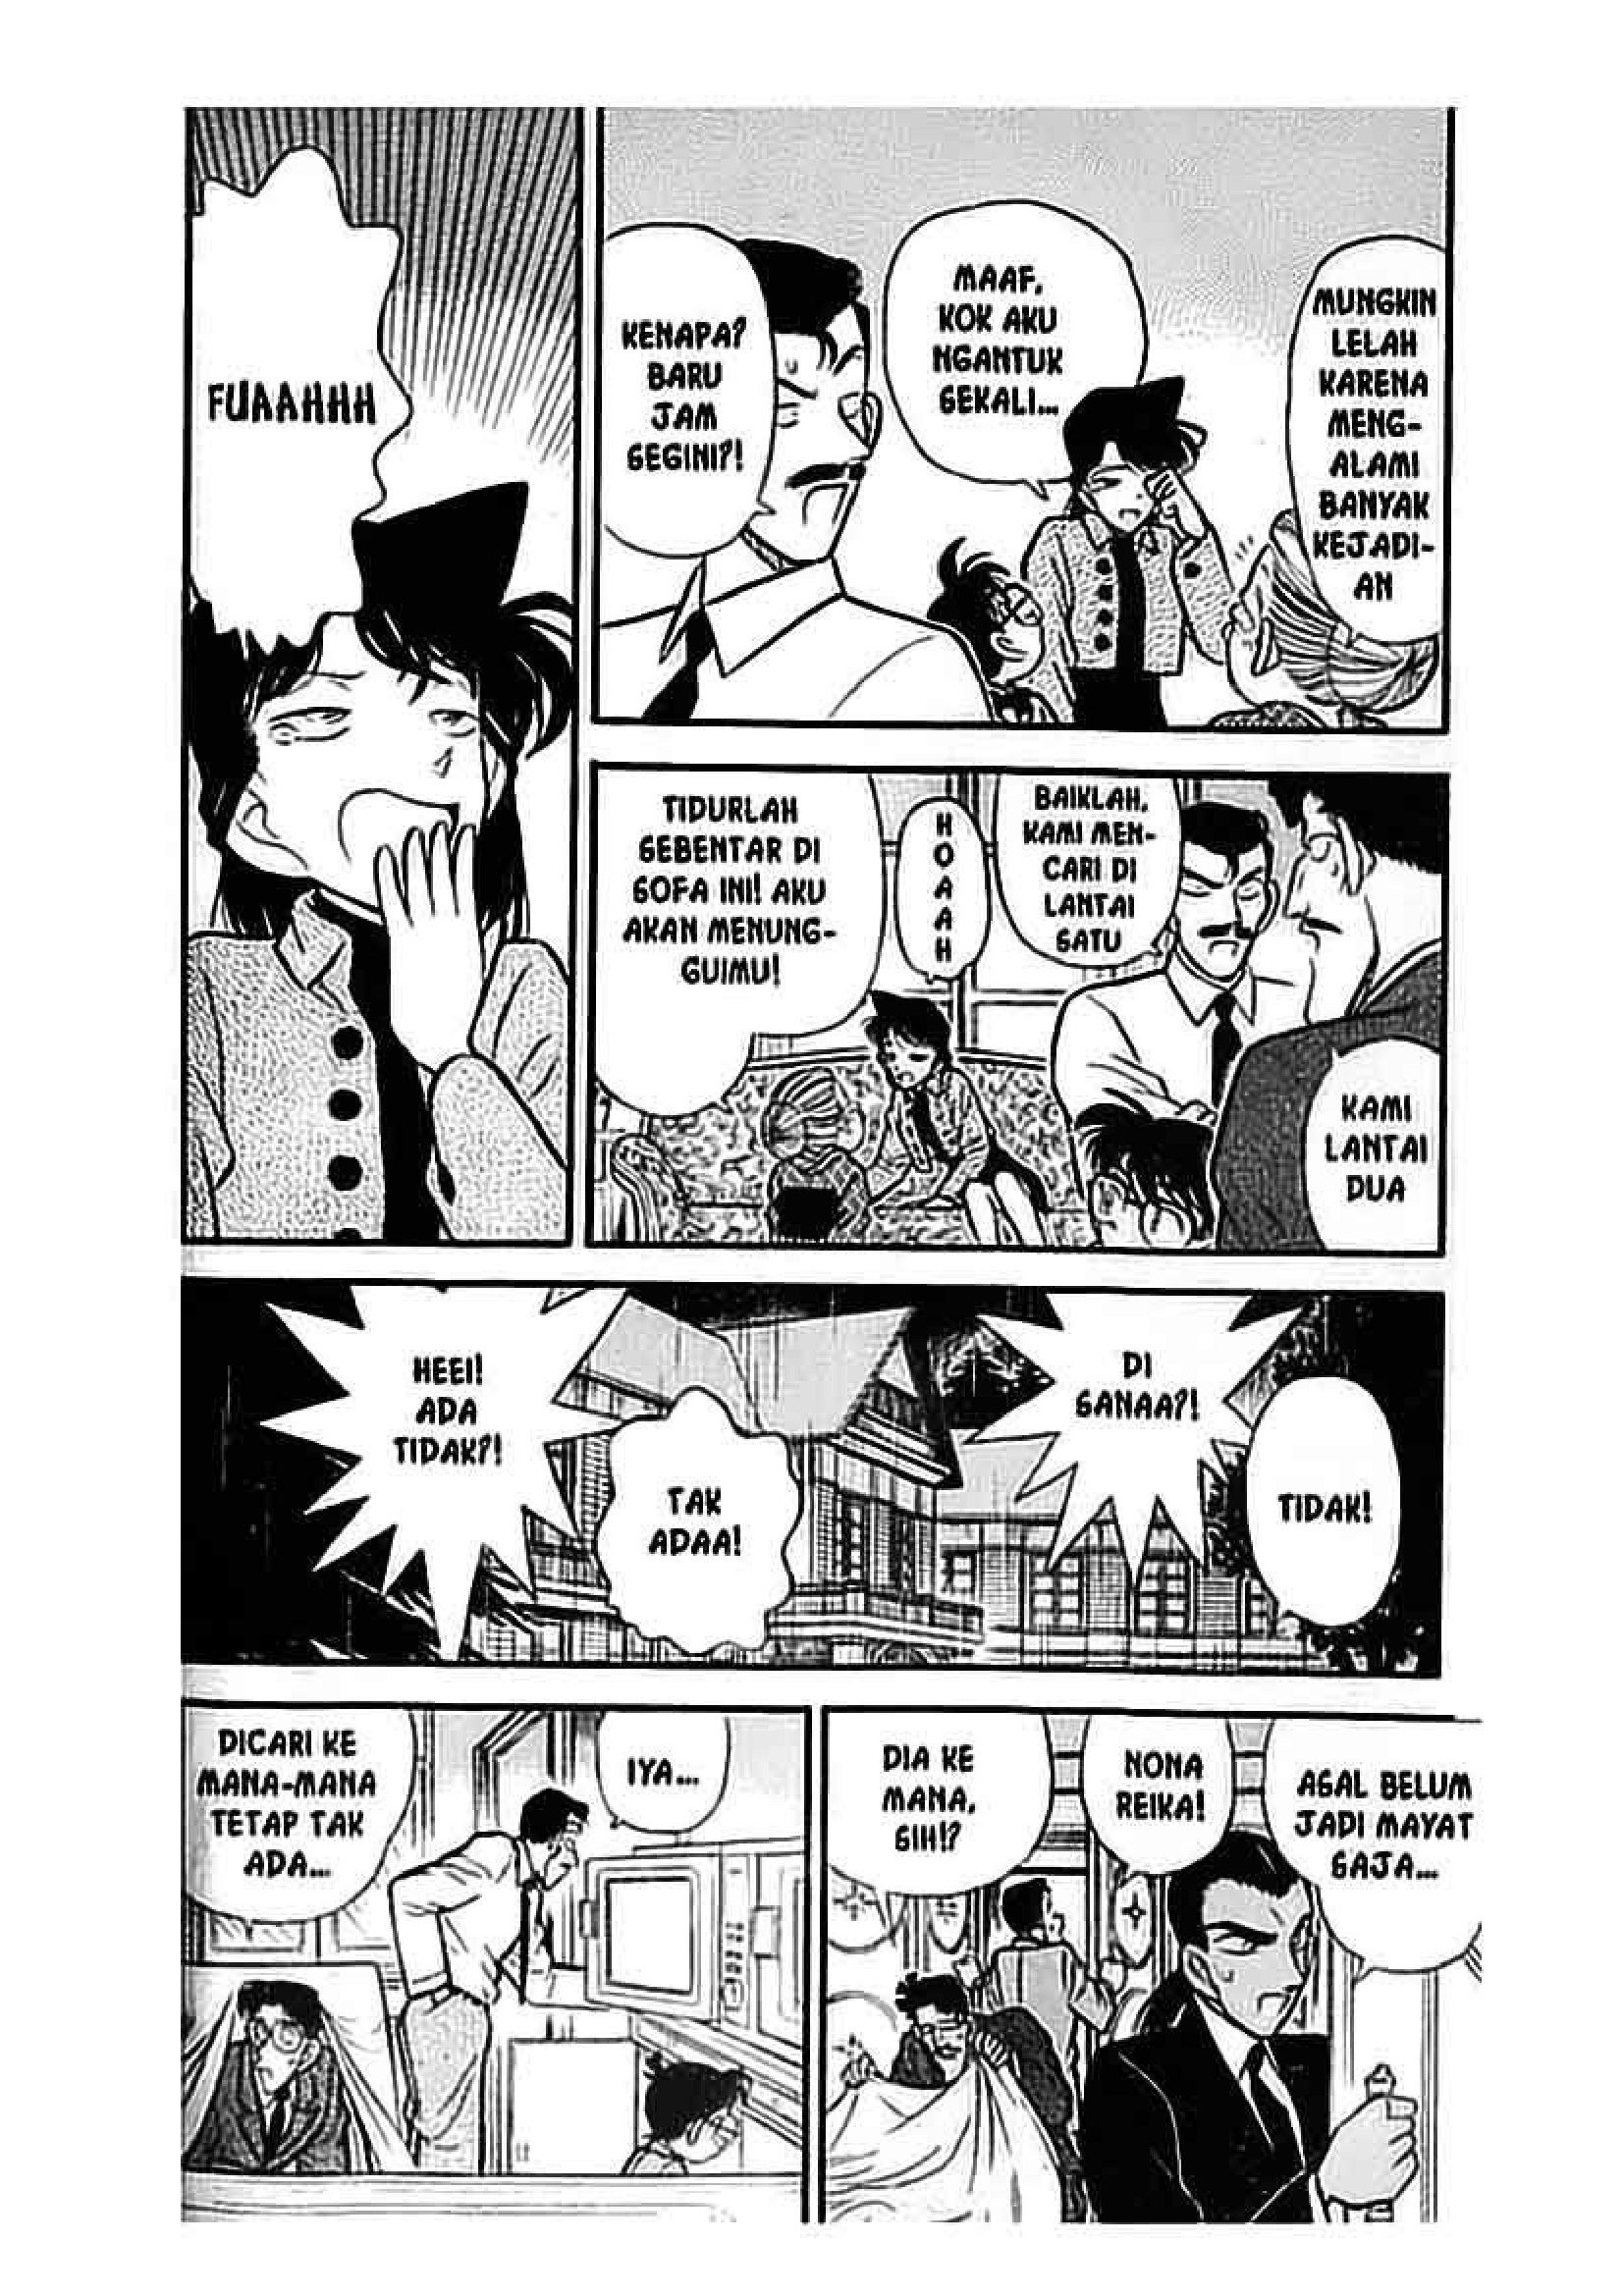 FUAAHHH
KENAPA?
BARU
JAM
SEGINI?!
MAAF,
KOK AKU
NGANTUK
SEKALI...
MUNGKIN
LELAH
KARENA
MENG-
ALAMI
BANYAK
KEJADI-
AN
TIDURLAH
SEBENTAR DI
SOFA INI! AKU
AKAN MENUNG-
GUIMU!
HOAAH
BAIKLAH,
KAMI MEN-
CARI DI
LANTAI
SATU
KAMI
LANTAI
DUA
HEEI!
ADA
TIDAK?!
TAK
ADAA!
DI
SANAA?!
TIDAK!
DICARI KE
MANA-MANA
TETAP TAK
ADA...
IYA...
DIA KE
MANA,
SIH!?
NONA
REIKA!
ASAL BELUM
JADI MAYAT
SAJA...